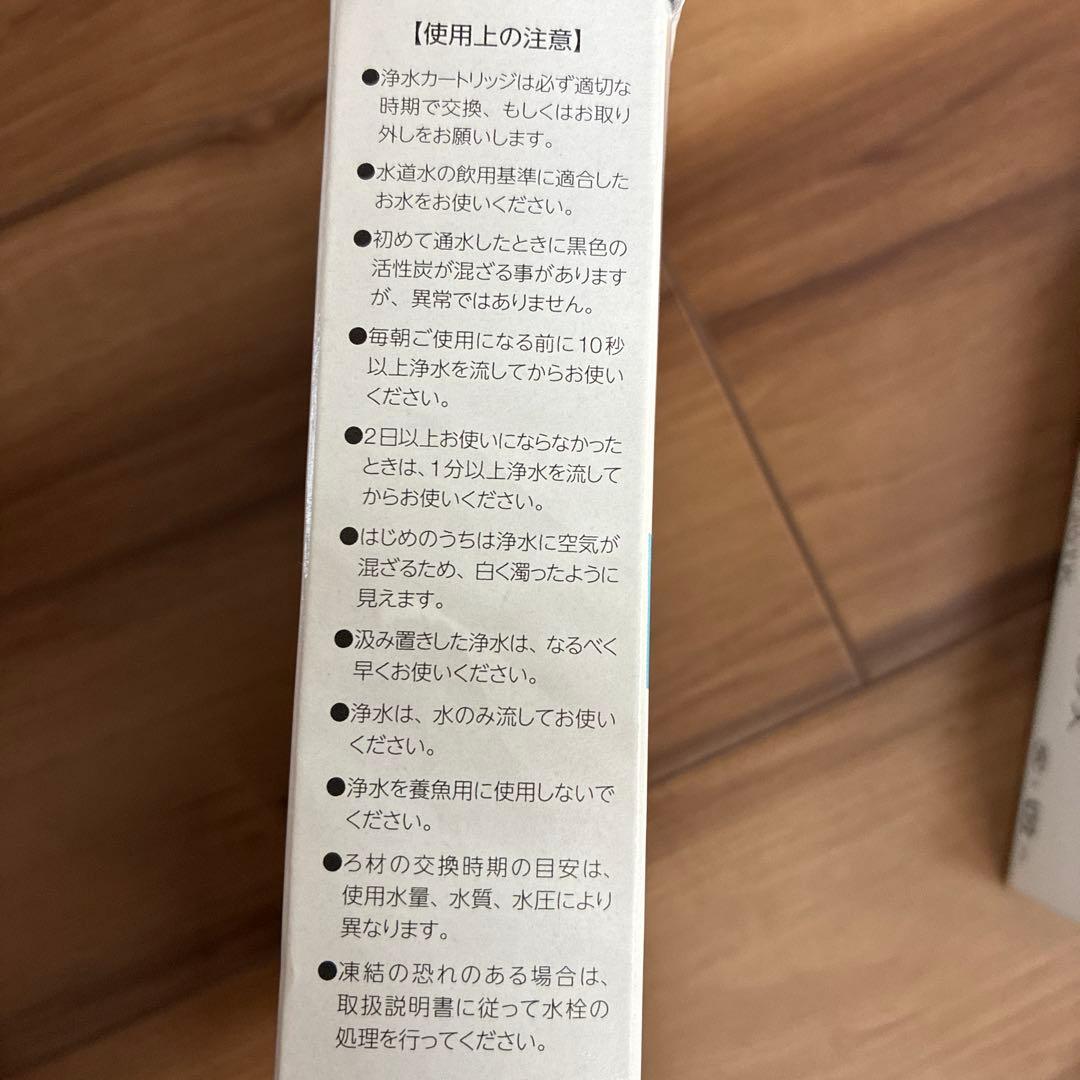 【使用上の注意】
●浄水カートリッジは必ず適切な
時期で交換、もしくはお取り
外しをお願いします。
●水道水の飲用基準に適合した
お水をお使いください。
●初めて通水したときに黒色の
活性炭が混ざる事があります
が、異常ではありません。
●毎朝ご使用になる前に10秒
以上浄水を流してからお使い
ください。
●2日以上お使いにならなかった
ときは、1分以上浄水を流して
からお使いください。
●はじめのうちは浄水に空気が
混ざるため、白く濁ったように
見えます。
●汲み置きした浄水は、なるべく
早くお使いください。
●浄水は、水のみ流してお使い
ください。
●浄水を養魚用に使用しないで
ください。
●ろ材の交換時期の目安は、
使用水量、水質、水圧により
異なります。
●凍結の恐れのある場合は、
取扱説明書に従って水栓の
処理を行ってください。